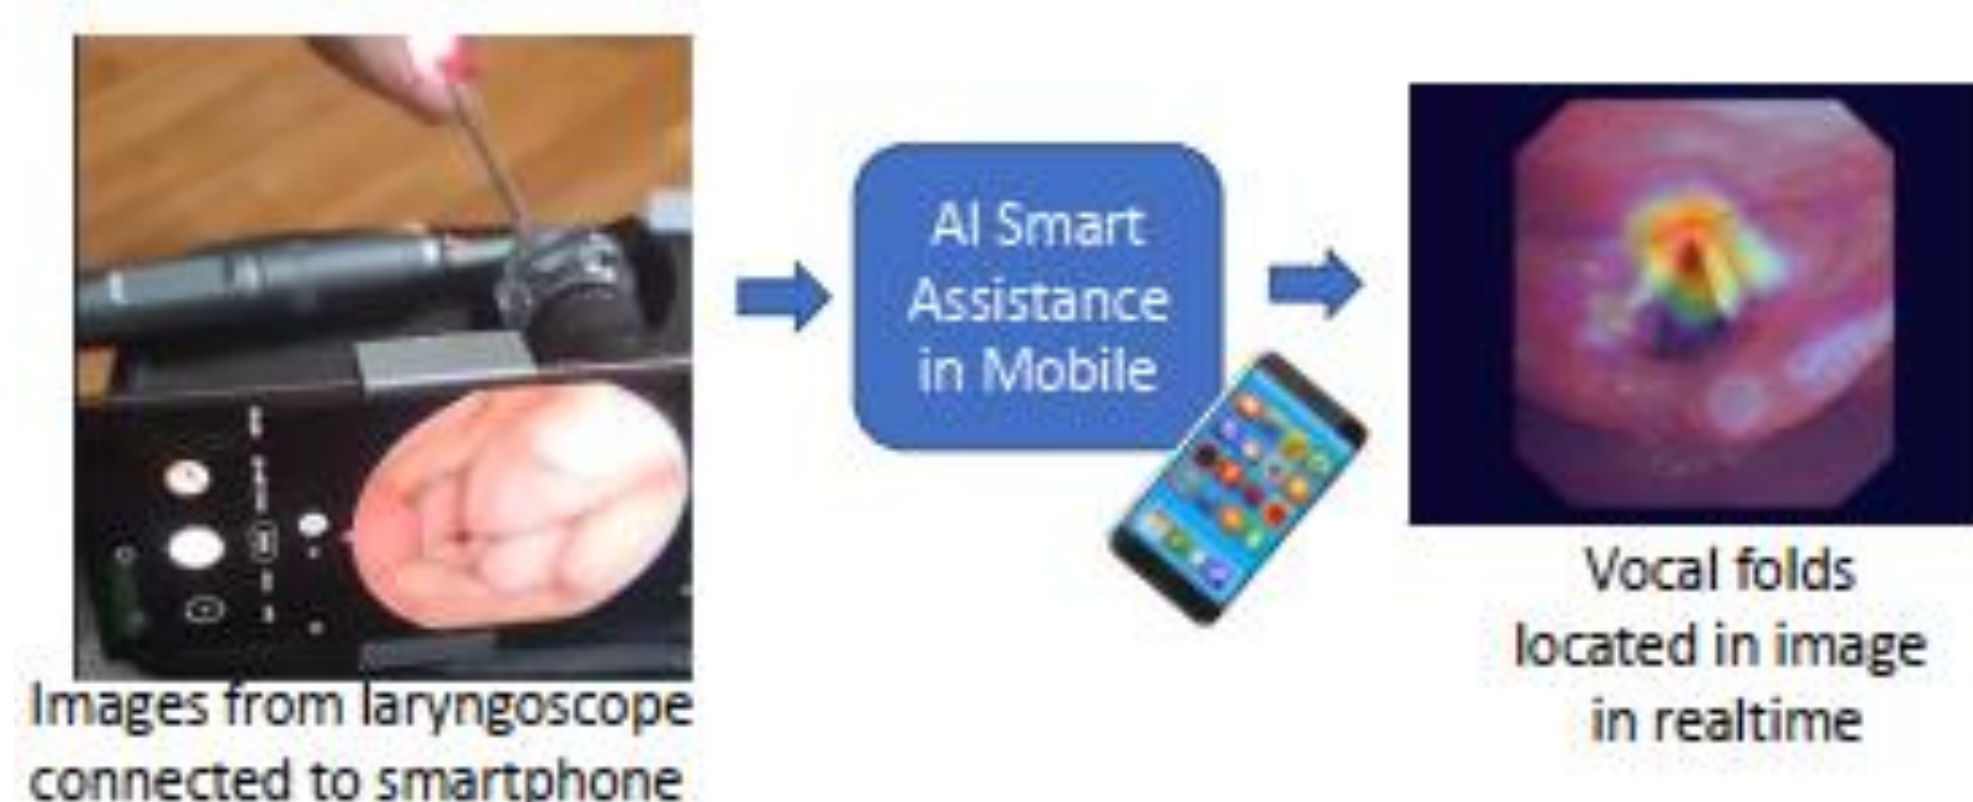 Images from laryngoscope
connected to smartphone
AI Smart
Assistance
in Mobile
Vocal folds
located in image
in realtime